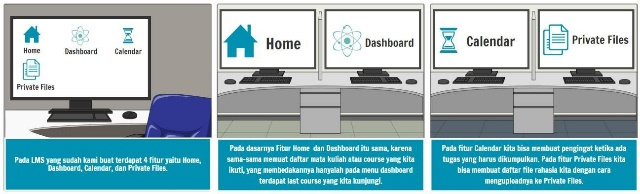 Home
Dashboard
Calendar
Private Files
Pada LMS yang sudah kami buat terdapat 4 fitur yaitu Home,
Dashboard, Calendar, dan Private Files.
Home
Dashboard
Pada dasarnya Fitur Home dan Dashboard itu sama, karena
sama-sama memuat daftar mata kuliah atau course yang kita
ikuti, yang membedakannya hanyalah pada menu dashboard
terdapat last course yang kita kunjungi.
Calendar
Private Files
Pada fitur Calendar kita bisa membuat pengingat ketika ada
tugas yang harus dikumpulkan. Pada fitur Private Files kita
bisa membuat daftar file rahasia kita dengan cara
menguploadnya ke Private Files.